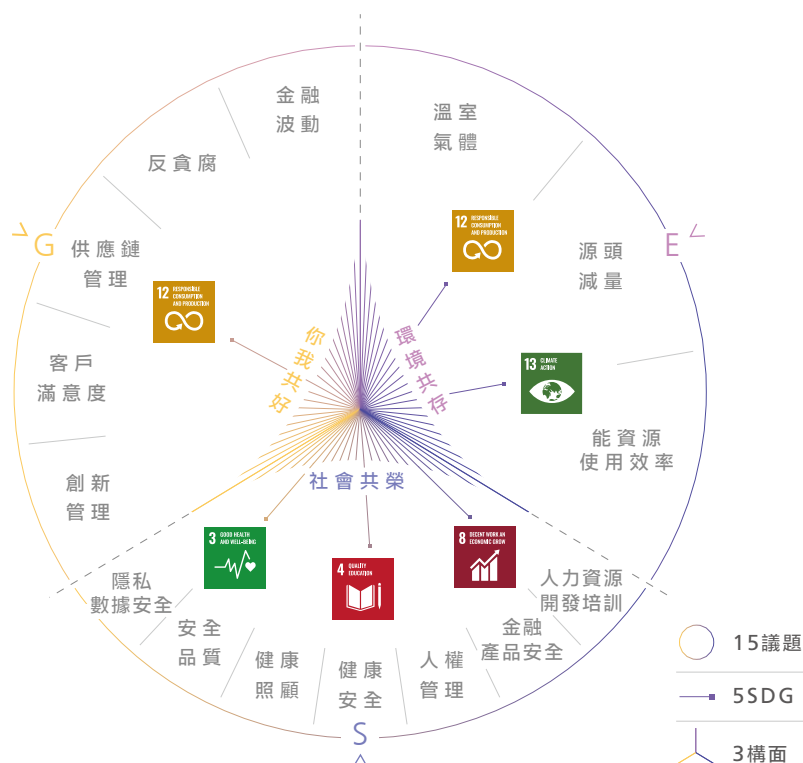 金融
波動
溫室
氣體
反貪腐
G
供應鏈
管理
12 RESPONSIBLE
CONSUMPTION
AND PRODUCTION
12 RESPONSIBLE
CONSUMPTION
AND PRODUCTION
E
源頭
減量
你我共好
環境共存
客戶
滿意度
13 CLIMATE
ACTION
能資源
使用效率
創新
管理
社會共榮
3 GOOD HEALTH
AND WELL-BEING
4 QUALITY
EDUCATION
8 DECENT WORK AN
ECONOMIC GROW
隱私
數據安全
安全
品質
健康
照顧
健康
安全
人權
管理
金融
產品安全
人力資源
開發培訓
S
15議題
5SDG
3構面